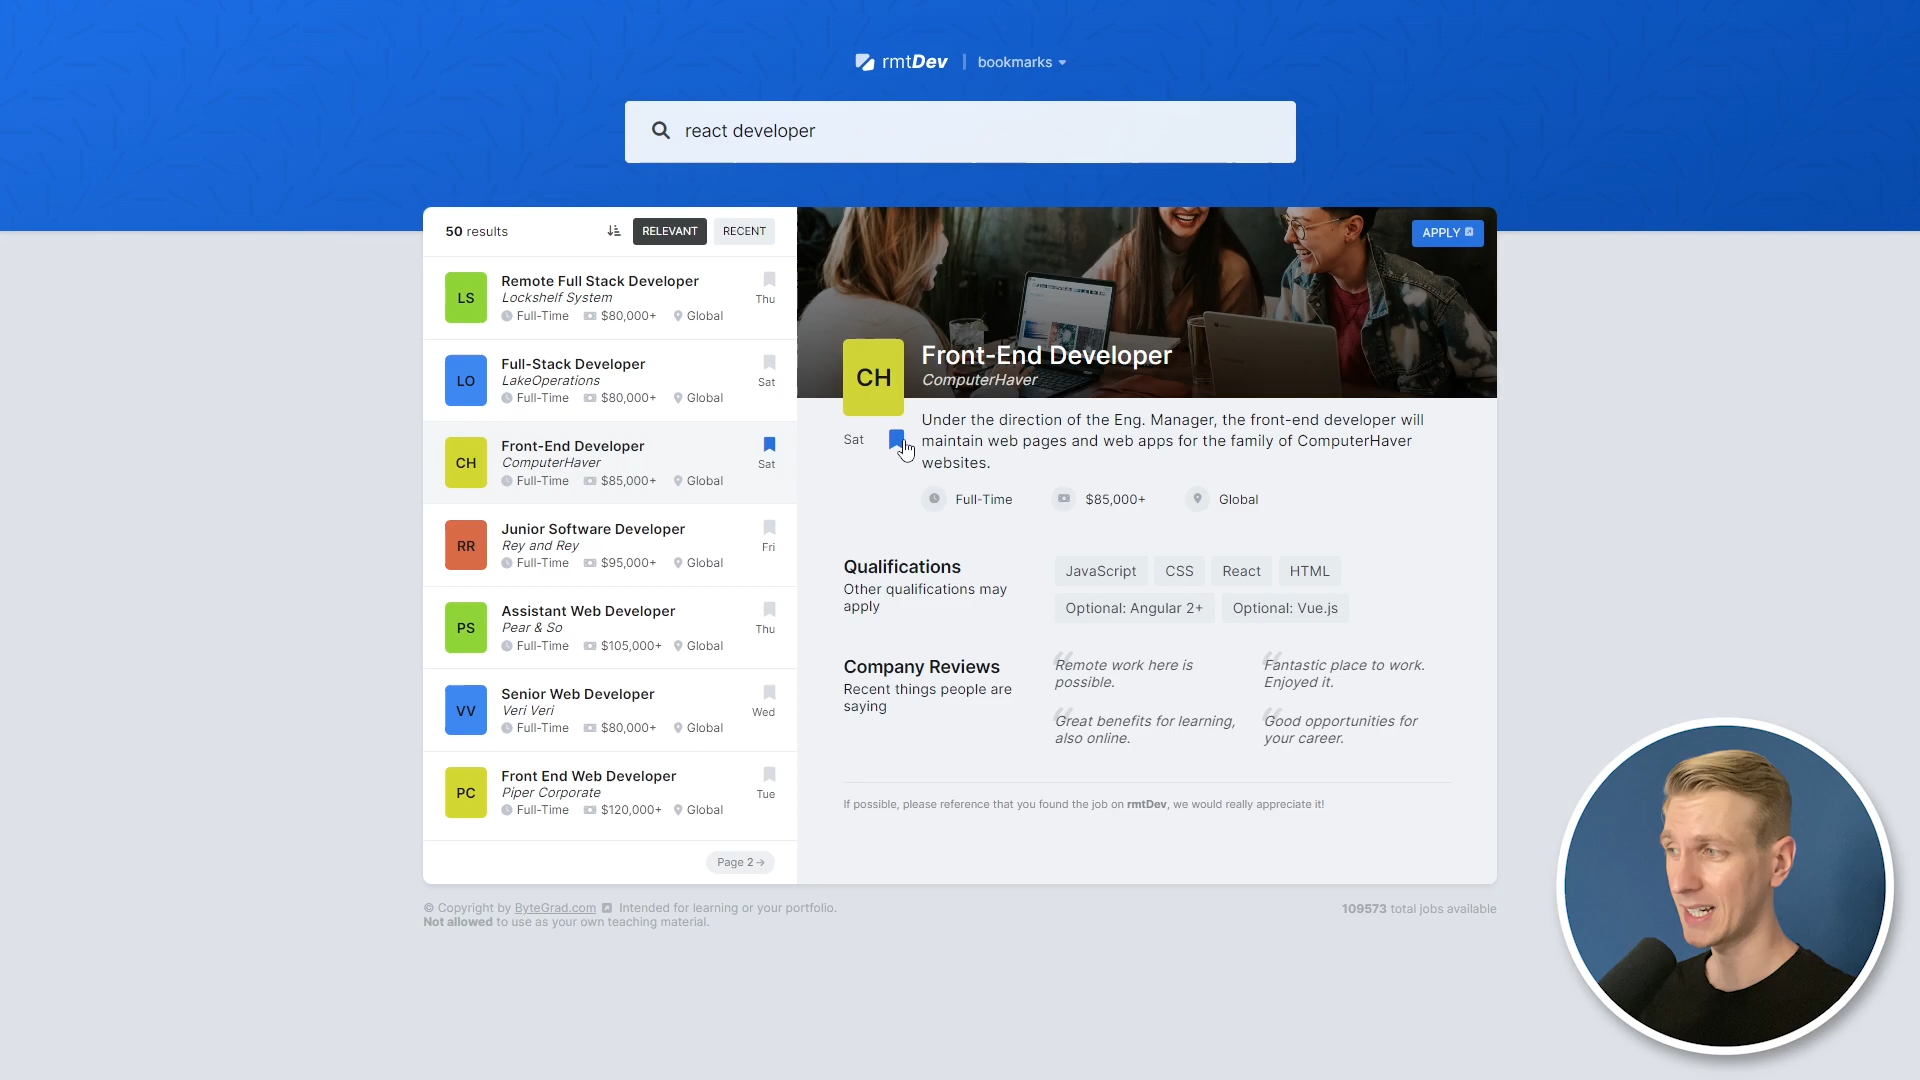 rmtDev | bookmarks
react developer
50 results
RELEVANT
RECENT
LS
Remote Full Stack Developer
Lockshelf System
Full-Time
$80,000+
Global
Thu
LO
Full-Stack Developer
LakeOperations
Full-Time
$80,000+
Global
Sat
CH
Front-End Developer
ComputerHaver
Full-Time
$85,000+
Global
Sat
RR
Junior Software Developer
Rey and Rey
Full-Time
$95,000+
Global
Fri
PS
Assistant Web Developer
Pear & So
Full-Time
$105,000+
Global
Thu
VV
Senior Web Developer
Veri Veri
Full-Time
$80,000+
Global
Wed
PC
Front End Web Developer
Piper Corporate
Full-Time
$120,000+
Global
Tue
Page 2
APPLY
CH
Front-End Developer
ComputerHaver
Sat
Under the direction of the Eng. Manager, the front-end developer will
maintain web pages and web apps for the family of ComputerHaver
websites.
Full-Time
$85,000+
Global
Qualifications
Other qualifications may
apply
JavaScript
CSS
React
HTML
Optional: Angular 2+
Optional: Vue.js
Company Reviews
Recent things people are
saying
Remote work here is
possible.
Fantastic place to work.
Enjoyed it.
Great benefits for learning,
also online.
Good opportunities for
your career.
If possible, please reference that you found the job on rmtDev, we would really appreciate it!
© Copyright by ByteGrad.com Intended for learning or your portfolio.
Not allowed to use as your own teaching material.
109573 total jobs available